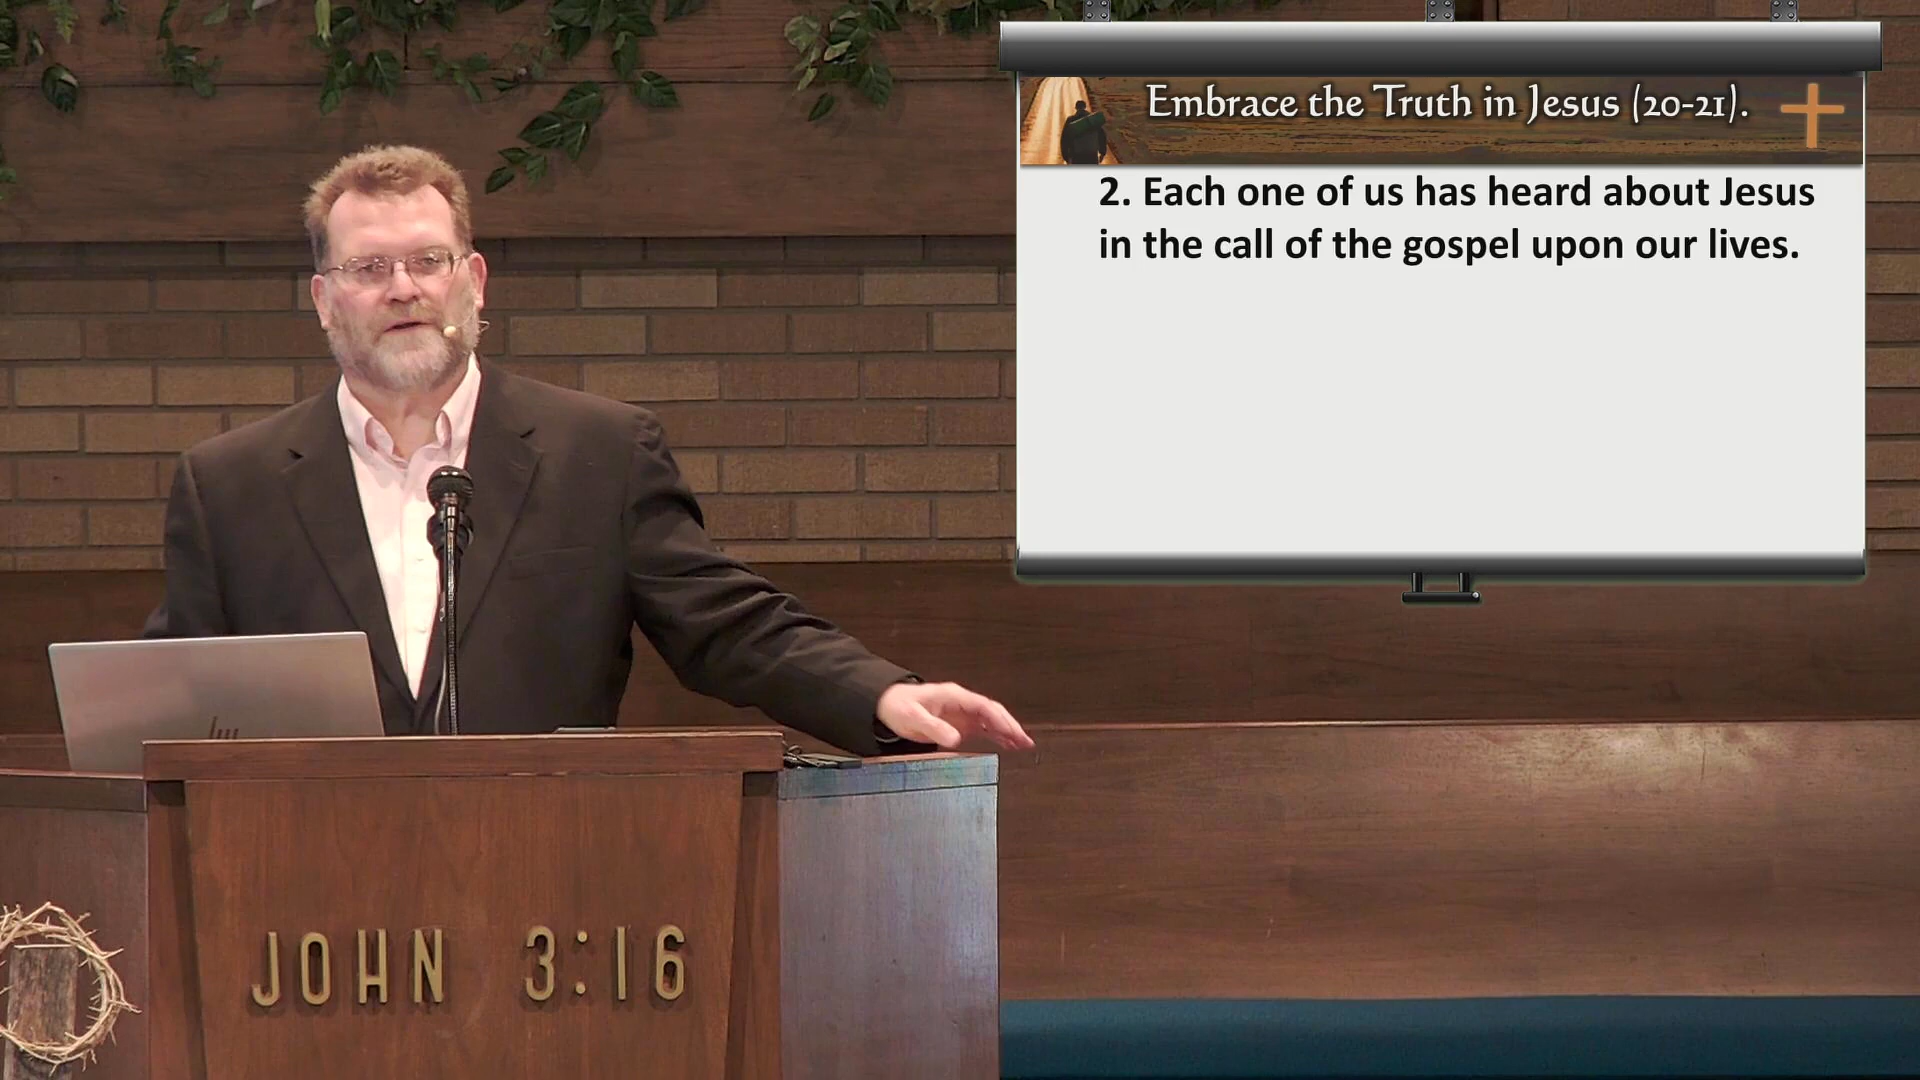 Embrace the Truth in Jesus (20-21).
2. Each one of us has heard about Jesus
in the call of the gospel upon our lives.
hp
JOHN 3:16